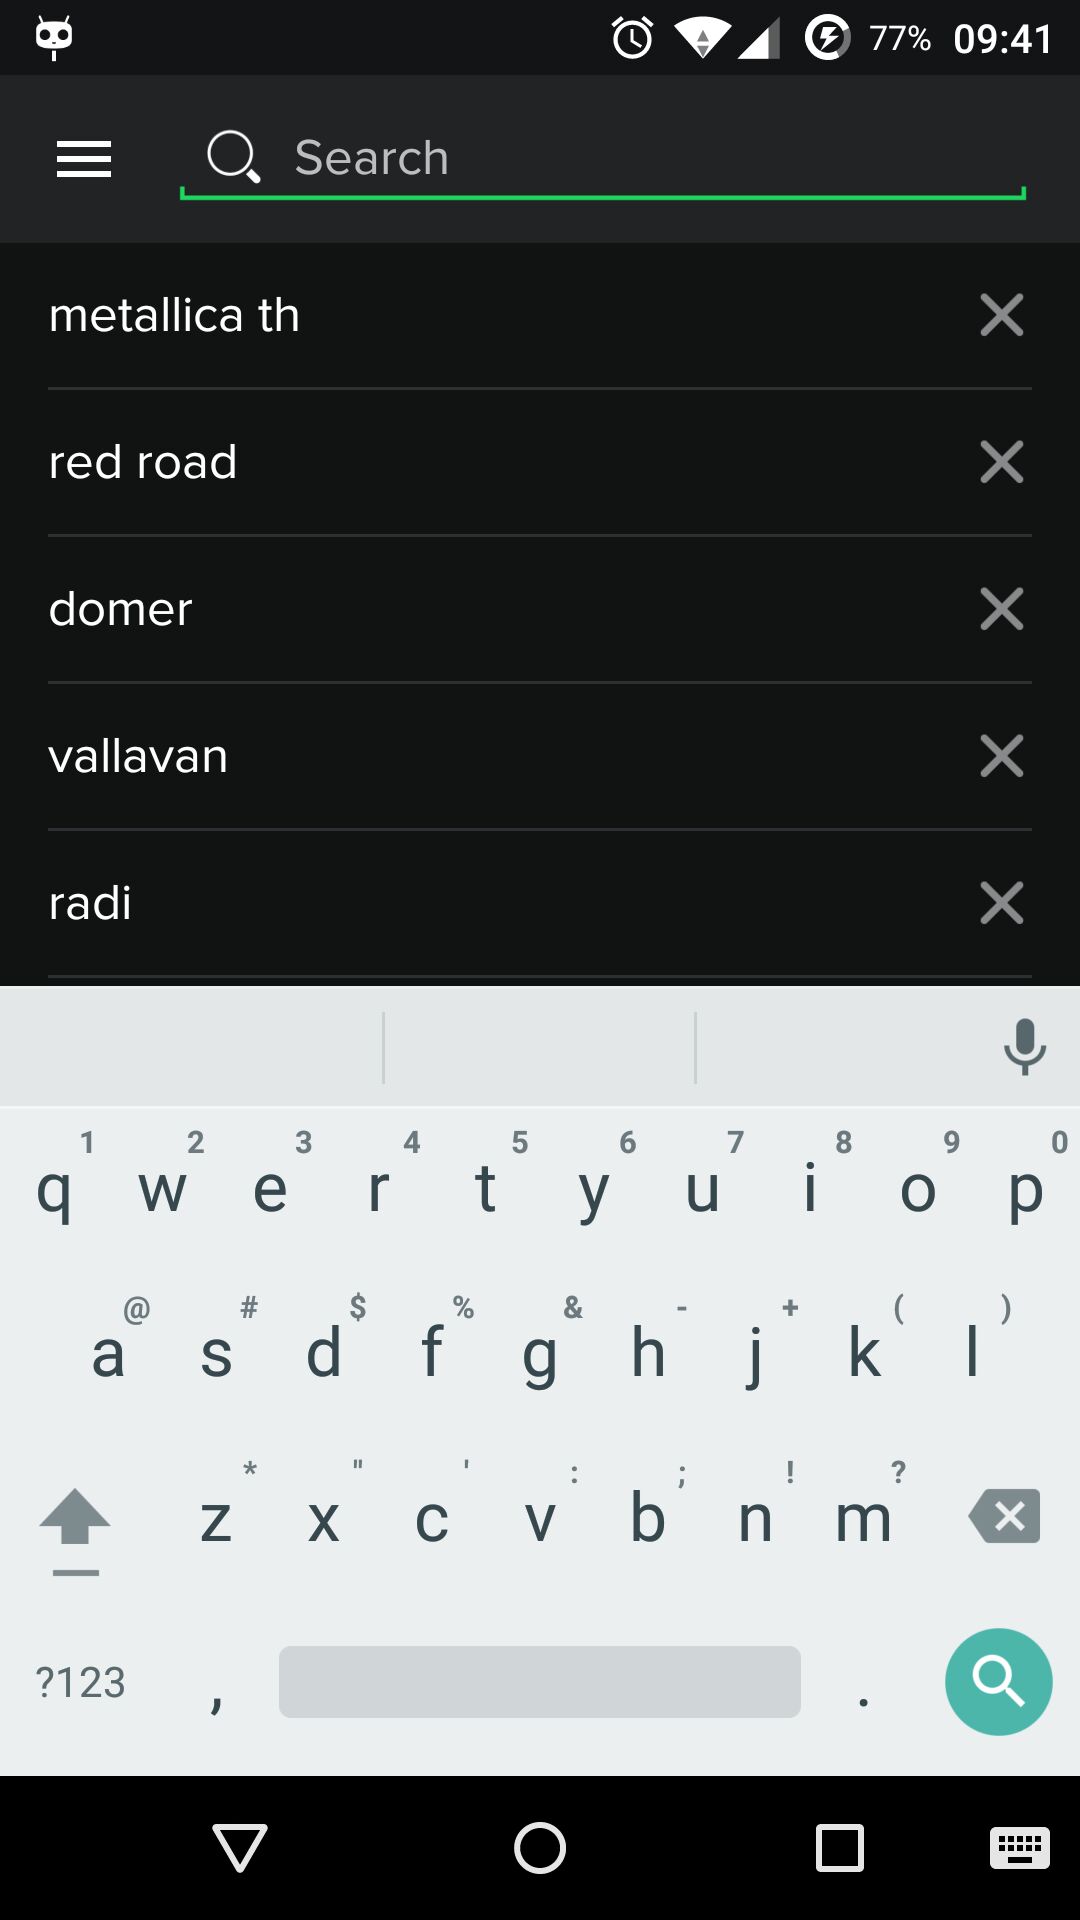 77% 09:41
Search
metallica th
red road
domer
vallavan
radi
1 2 3 4 5 6 7 8 9 0
q w e r t y u i o p
@ # $ % & - + ( )
a s d f g h j k l
* " ' : ; ! ?
z x c v b n m
?123 , .